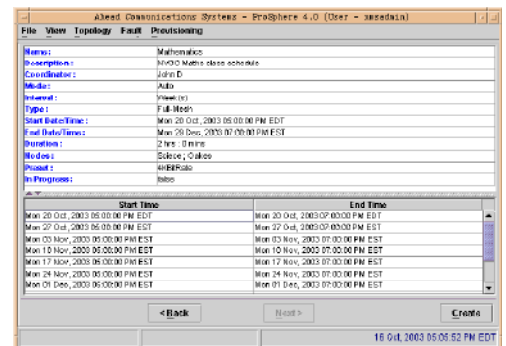 Ahead Communications Systems - ProSphere 4.0 (User - xmsadmin)
File View Topology Fault Provisioning
Name: Mathematics
Description: Maths class schedule
Coordinator: John D
Mode: Auto
Interval: Week(s)
Type: Full-Mesh
Start Date/Time: Mon 20 Oct, 2003 05:00:00 PM EDT
End Date/Time: Mon 29 Dec, 2003 07:00:00 PM EST
Duration: 2 hrs : 0 mins
Nodes: Solace; Oakes
Preset: 4MBitRate
In Progress: false
Start Time End Time
Mon 20 Oct, 2003 05:00:00 PM EDT Mon 20 Oct, 2003 07:00:00 PM EDT
Mon 27 Oct, 2003 05:00:00 PM EST Mon 27 Oct, 2003 07:00:00 PM EST
Mon 03 Nov, 2003 05:00:00 PM EST Mon 03 Nov, 2003 07:00:00 PM EST
Mon 10 Nov, 2003 05:00:00 PM EST Mon 10 Nov, 2003 07:00:00 PM EST
Mon 17 Nov, 2003 05:00:00 PM EST Mon 17 Nov, 2003 07:00:00 PM EST
Mon 24 Nov, 2003 05:00:00 PM EST Mon 24 Nov, 2003 07:00:00 PM EST
Mon 01 Dec, 2003 05:00:00 PM EST Mon 01 Dec, 2003 07:00:00 PM EST
<Back Next> Create
16 Oct, 2003 05:05:52 PM EDT